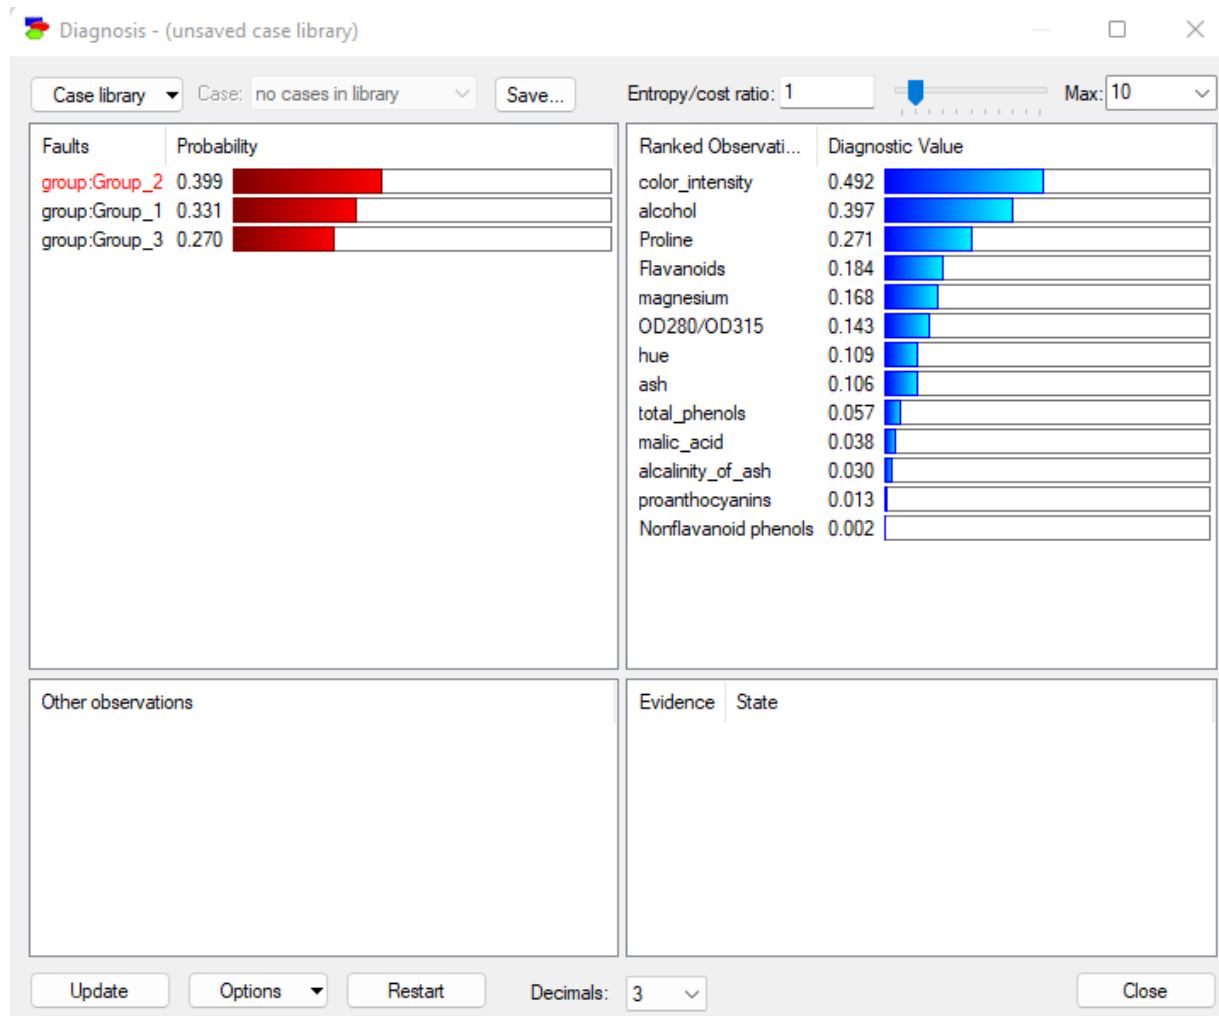 Diagnosis - (unsaved case library)
Case library Case: no cases in library Save... Entropy/cost ratio: 1 Max: 10
Faults Probability
group:Group_2 0.399
group:Group_1 0.331
group:Group_3 0.270
Ranked Observati... Diagnostic Value
color_intensity 0.492
alcohol 0.397
Proline 0.271
Flavanoids 0.184
magnesium 0.168
OD280/OD315 0.143
hue 0.109
ash 0.106
total_phenols 0.057
malic_acid 0.038
alcalinity_of_ash 0.030
proanthocyanins 0.013
Nonflavanoid phenols 0.002
Other observations
Evidence State
Update Options Restart Decimals: 3 Close